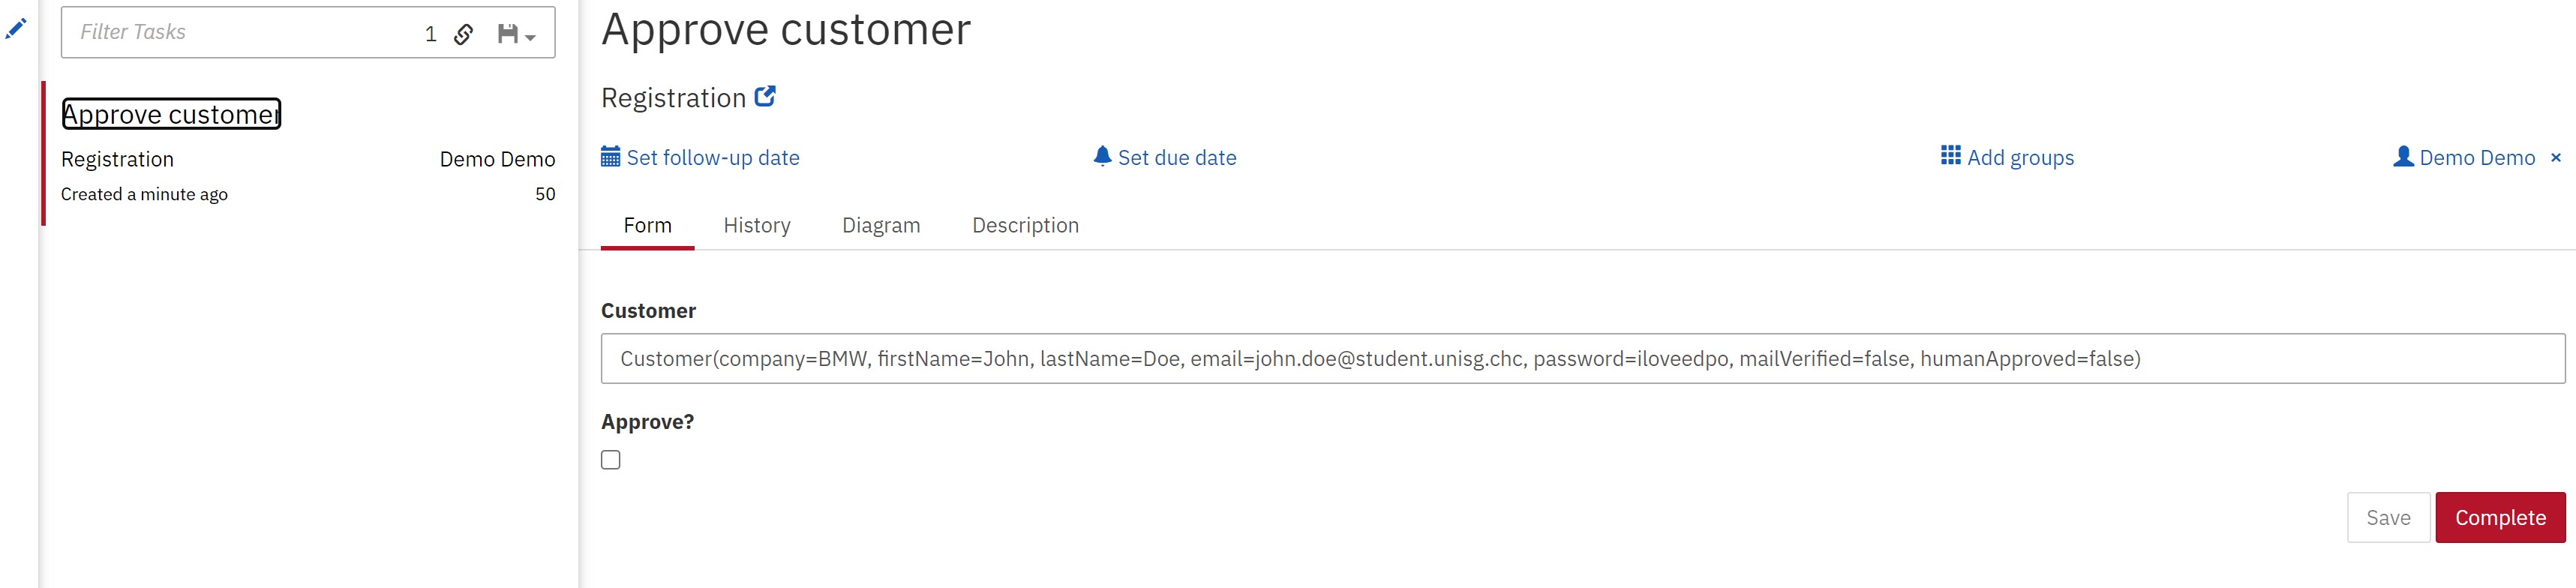 Filter Tasks 1
Approve customer
Registration Demo Demo
Created a minute ago 50
Approve customer
Registration
Set follow-up date Set due date Add groups Demo Demo ×
Form History Diagram Description
Customer
Customer(company=BMW, firstName=John, lastName=Doe, email=john.doe@student.unisg.chc, password=iloveedpo, mailVerified=false, humanApproved=false)
Approve?
Save Complete